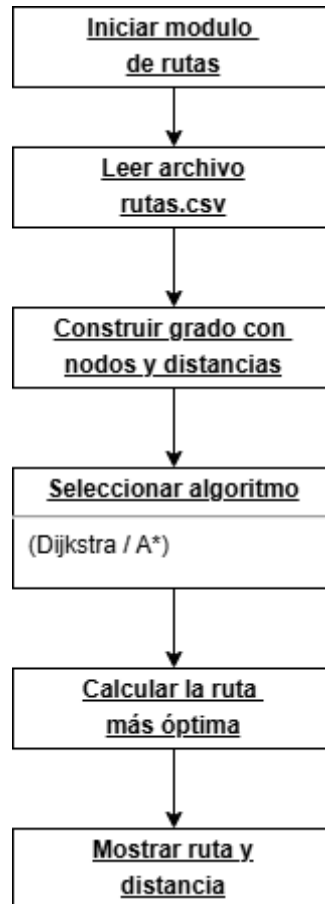 Iniciar modulo
de rutas
Leer archivo
rutas.csv
Construir grado con
nodos y distancias
Seleccionar algoritmo
(Dijkstra / A*)
Calcular la ruta
más óptima
Mostrar ruta y
distancia